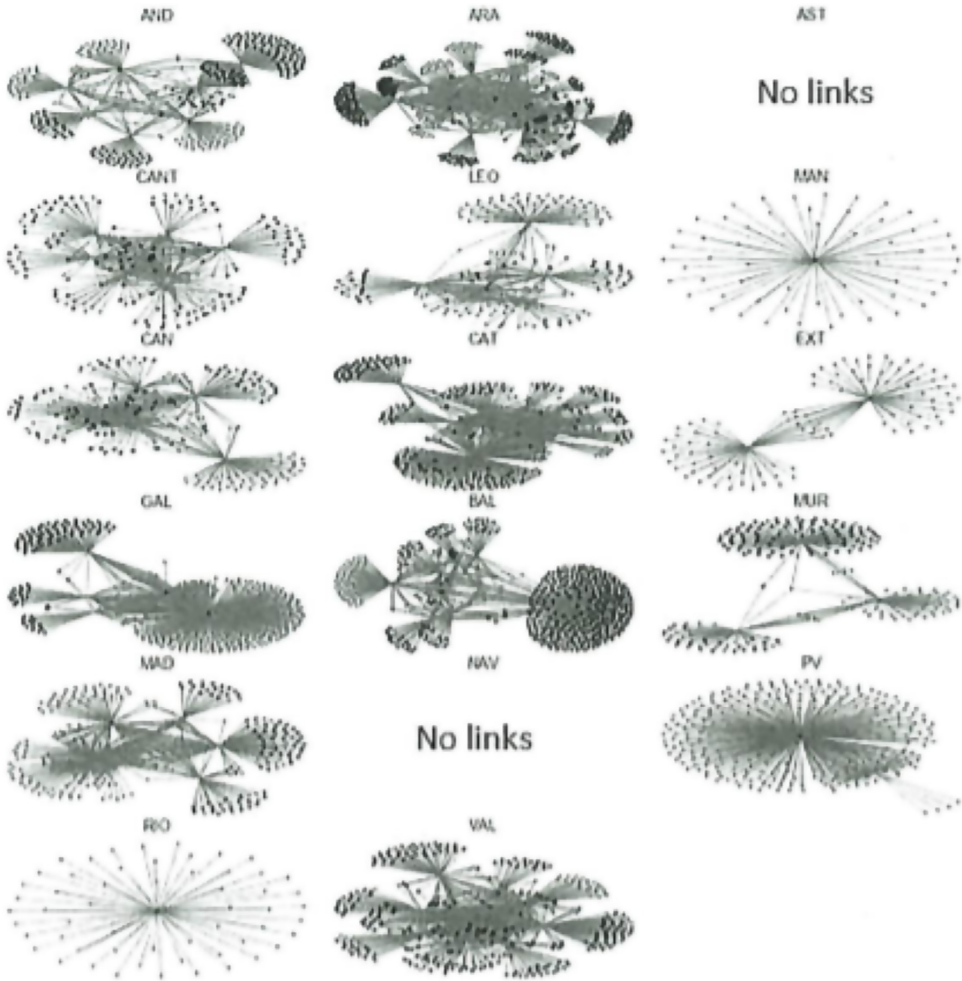 AND
ARA
AST
No links
CANT
LEO
MAN
CAN
CAT
EXT
GAL
BAL
MUR
MAD
NAV
No links
PV
RIO
VAL